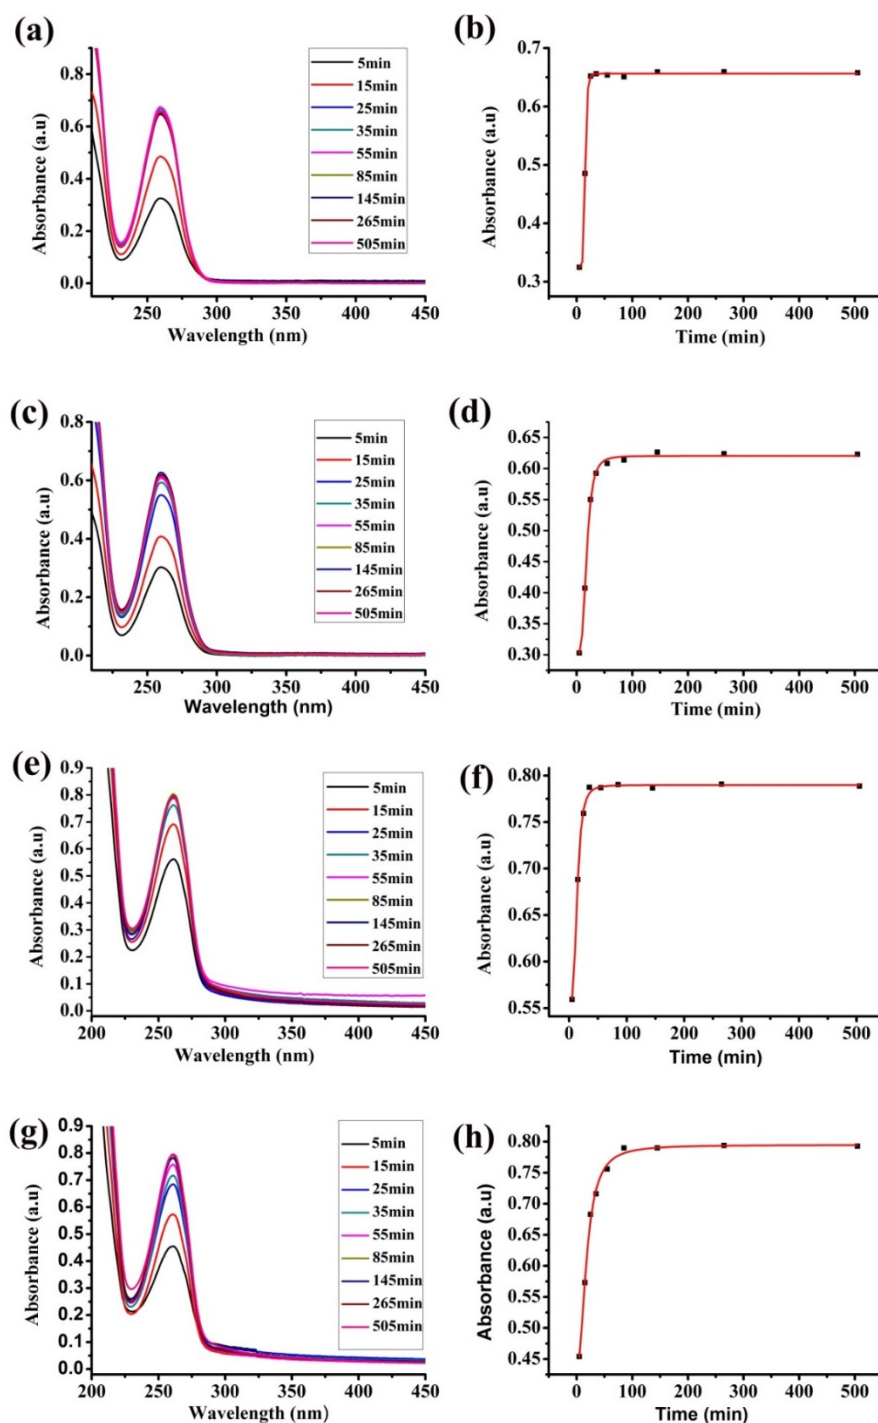 (a)
Absorbance (a.u)
0.8
0.6
0.4
0.2
0.0
250 300 350 400 450
Wavelength (nm)
5min
15min
25min
35min
55min
85min
145min
265min
505min
(b)
Absorbance (a.u)
0.7
0.6
0.5
0.4
0.3
0 100 200 300 400 500
Time (min)
(c)
Absorbance (a.u)
0.8
0.6
0.4
0.2
0.0
250 300 350 400 450
Wavelength (nm)
5min
15min
25min
35min
55min
85min
145min
265min
505min
(d)
Absorbance (a.u)
0.65
0.60
0.55
0.50
0.45
0.40
0.35
0.30
0 100 200 300 400 500
Time (min)
(e)
Absorbance (a.u)
0.9
0.8
0.7
0.6
0.5
0.4
0.3
0.2
0.1
0.0
200 250 300 350 400 450
Wavelength (nm)
5min
15min
25min
35min
55min
85min
145min
265min
505min
(f)
Absorbance (a.u)
0.80
0.75
0.70
0.65
0.60
0.55
0 100 200 300 400 500
Time (min)
(g)
Absorbance (a.u)
0.9
0.8
0.7
0.6
0.5
0.4
0.3
0.2
0.1
0.0
200 250 300 350 400 450
Wavelength (nm)
5min
15min
25min
35min
55min
85min
145min
265min
505min
(h)
Absorbance (a.u)
0.80
0.75
0.70
0.65
0.60
0.55
0.50
0.45
0 100 200 300 400 500
Time (min)